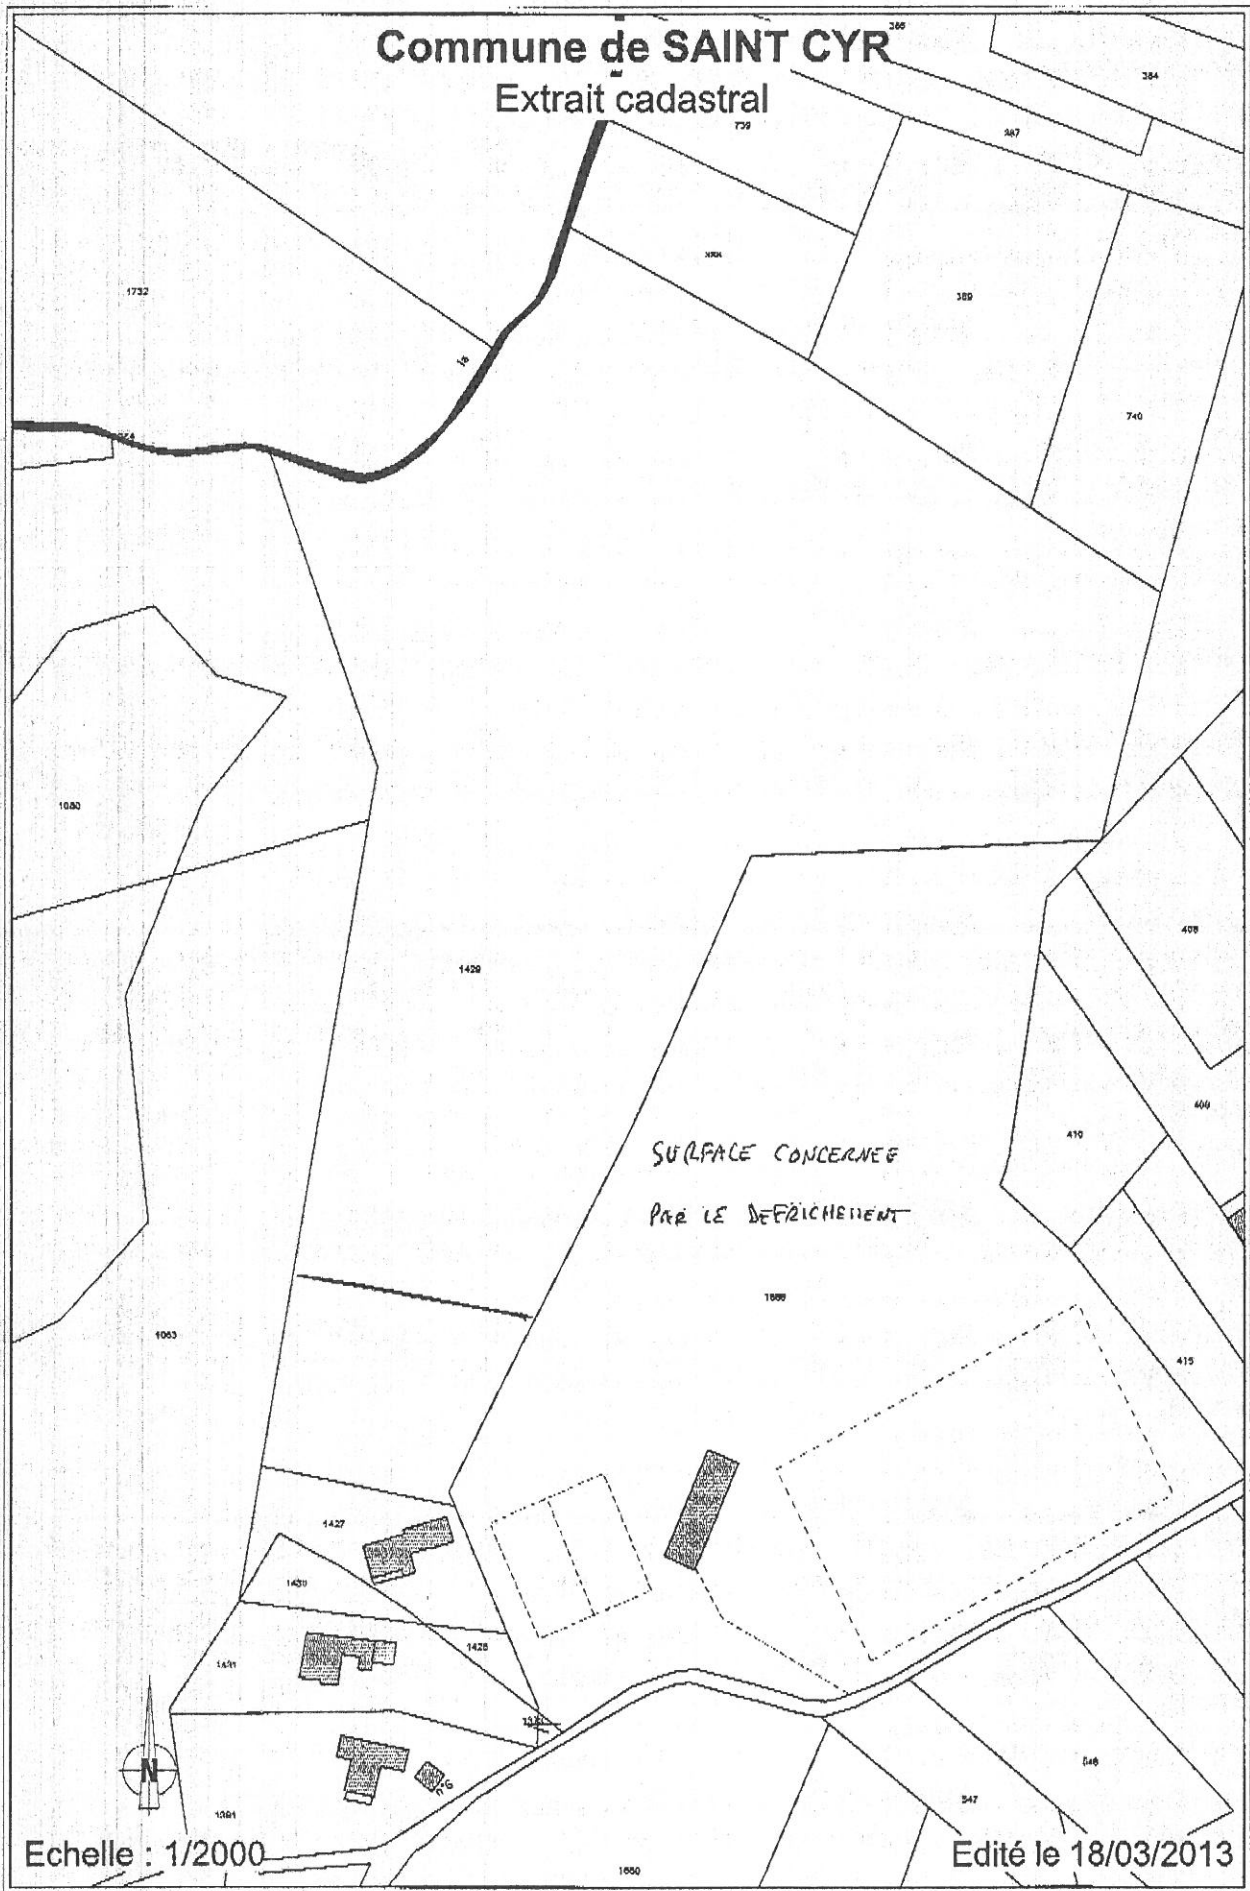 Commune de SAINT CYR
Extrait cadastral
384
387
739
1732
389
18
740
1080
408
1429
409
410
SURFACE CONCERNEE
PAR LE DEFRICHEMENT
1063
415
1427
1430
1431
N
n°6
548
547
1391
Echelle : 1/2000
Edité le 18/03/2013
1660